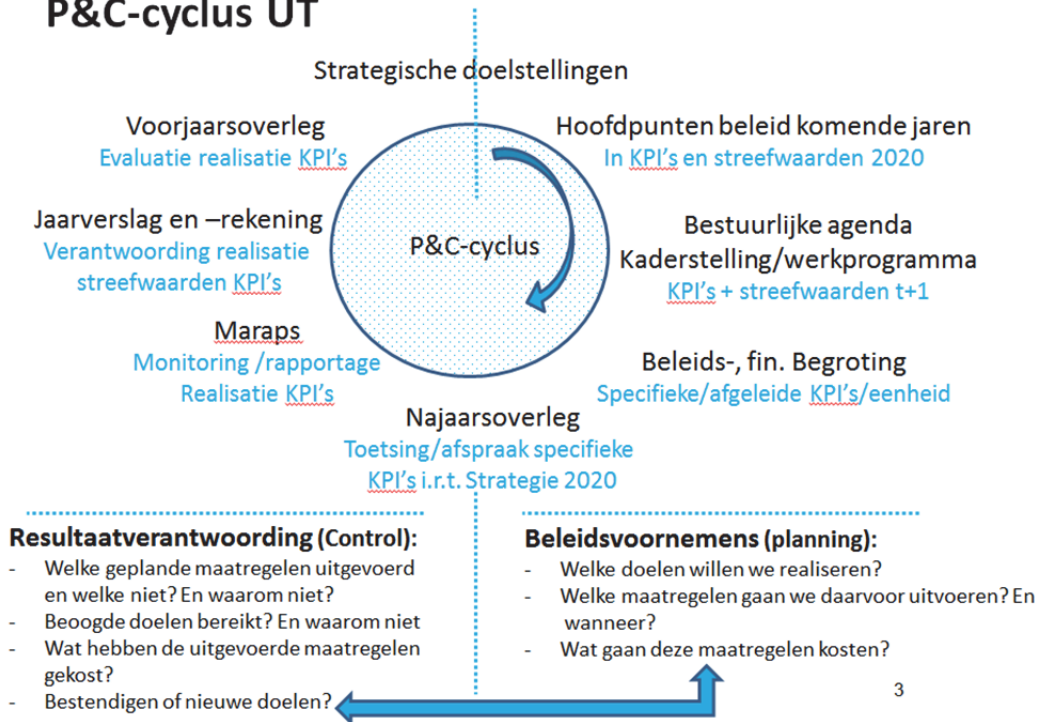 P&C-cyclus UT
Strategische doelstellingen
Voorjaarsoverleg
Evaluatie realisatie KPI's
Hoofdpunten beleid komende jaren
In KPI's en streefwaarden 2020
Jaarverslag en –rekening
Verantwoording realisatie
streefwaarden KPI's
P&C-cyclus
Bestuurlijke agenda
Kaderstelling/werkprogramma
KPI's + streefwaarden t+1
Maraps
Monitoring /rapportage
Realisatie KPI's
Beleids-, fin. Begroting
Specifieke/afgeleide KPI's/eenheid
Najaarsoverleg
Toetsing/afspraak specifieke
KPI's i.r.t. Strategie 2020
Resultaatverantwoording (Control):
- Welke geplande maatregelen uitgevoerd
en welke niet? En waarom niet?
- Beoogde doelen bereikt? En waarom niet
- Wat hebben de uitgevoerde maatregelen
gekost?
- Bestendigen of nieuwe doelen?
Beleidsvoornemens (planning):
- Welke doelen willen we realiseren?
- Welke maatregelen gaan we daarvoor uitvoeren? En
wanneer?
- Wat gaan deze maatregelen kosten?
3